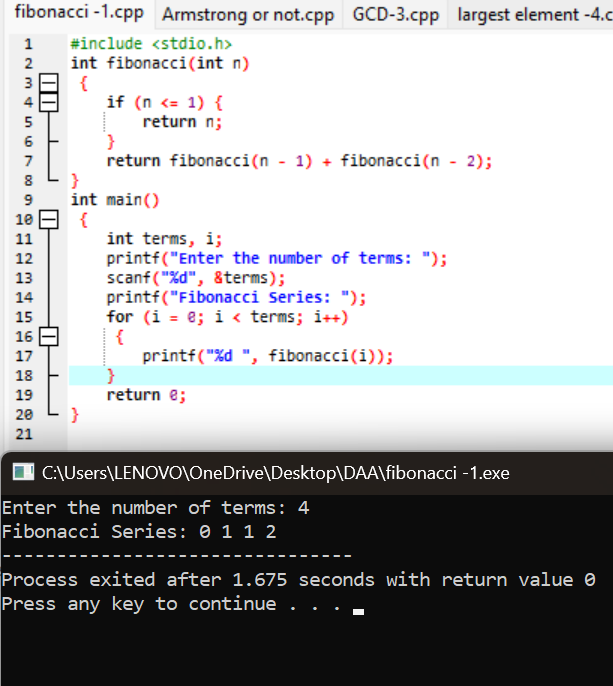 fibonacci -1.cpp Armstrong or not.cpp GCD-3.cpp largest element -4.c
1 #include <stdio.h>
2 int fibonacci(int n)
3 {
4 if (n <= 1) {
5 return n;
6 }
7 return fibonacci(n - 1) + fibonacci(n - 2);
8 }
9 int main()
10 {
11 int terms, i;
12 printf("Enter the number of terms: ");
13 scanf("%d", &terms);
14 printf("Fibonacci Series: ");
15 for (i = 0; i < terms; i++)
16 {
17 printf("%d ", fibonacci(i));
18 }
19 return 0;
20 }
21
C:\Users\LENOVO\OneDrive\Desktop\DAA\fibonacci -1.exe
Enter the number of terms: 4
Fibonacci Series: 0 1 1 2
--------------------------------
Process exited after 1.675 seconds with return value 0
Press any key to continue . . .